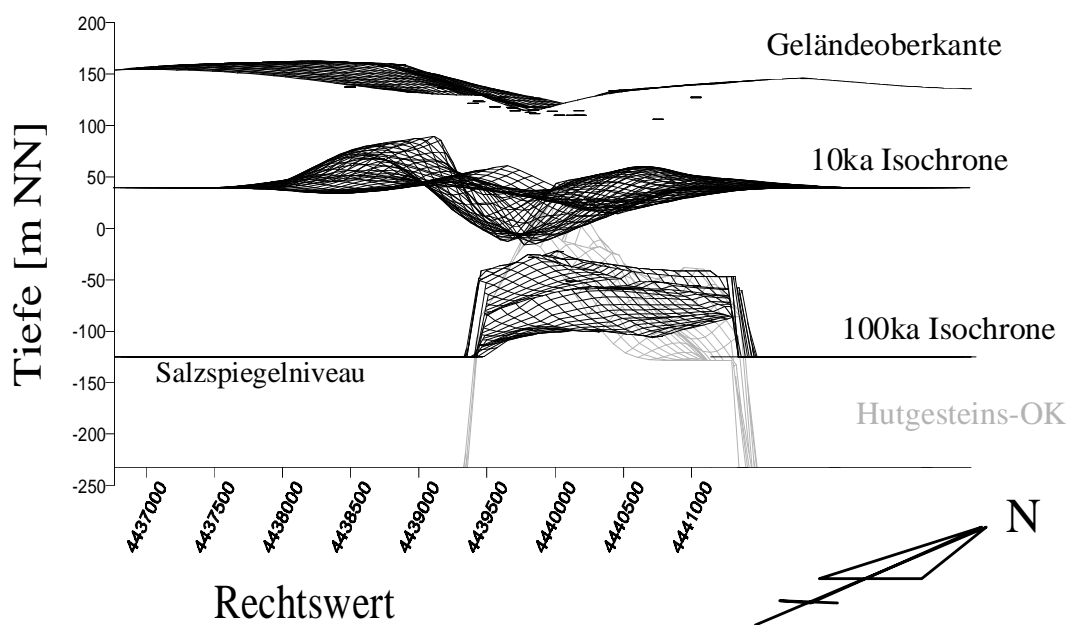 200
150
100
50
0
-50
-100
-150
-200
-250
Tiefe [m NN]
Geländeoberkante
10ka Isochrone
100ka Isochrone
Salzspiegelniveau
Hutgesteins-OK
4437000
4437500
4438000
4438500
4439000
4439500
4440000
4440500
4441000
N
Rechtswert